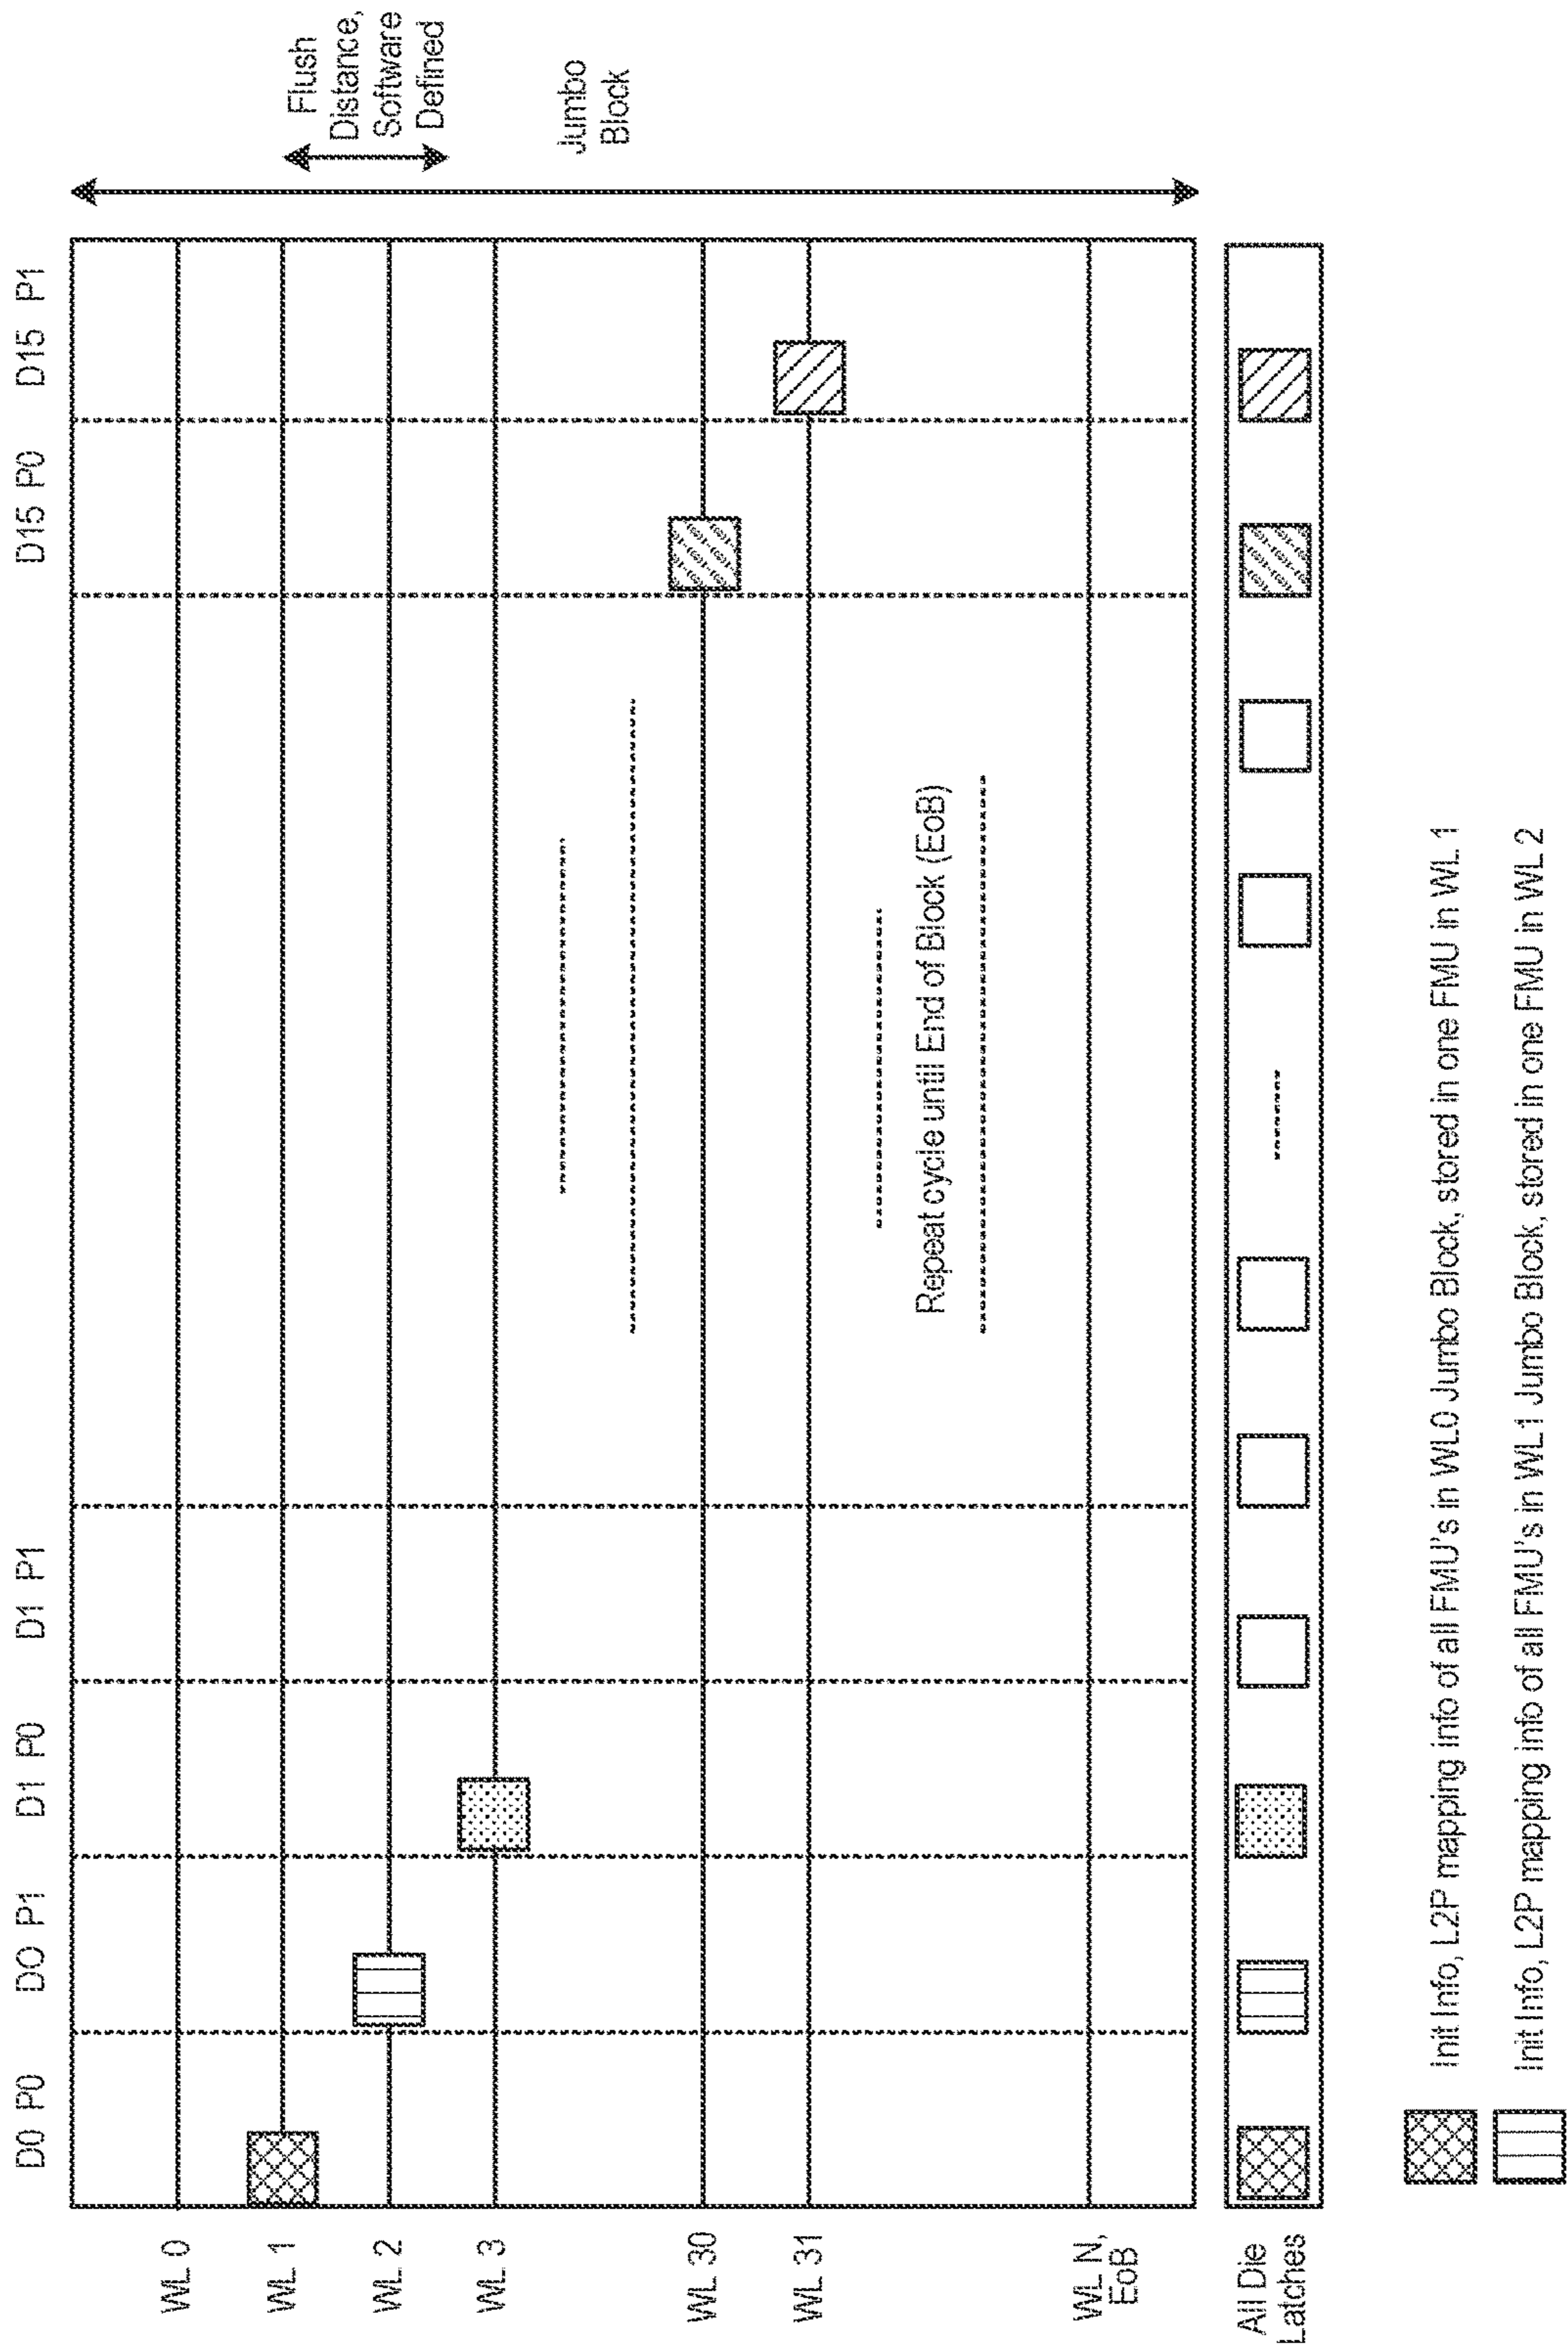 D0 P0
DO P1
D1 P0
D1 P1
D15 P0
D15 P1
WL 0
WL 1
WL 2
WL 3
WL 30
WL 31
WL N,
EoB
All Die
Latches
Repeat cycle until End of Block (EoB)
Flush
Distance,
Software
Defined
Jumbo
Block
Init Info, L2P mapping info of all FMU's in WL0 Jumbo Block, stored in one FMU in WL 1
Init Info, L2P mapping info of all FMU's in WL1 Jumbo Block, stored in one FMU in WL 2